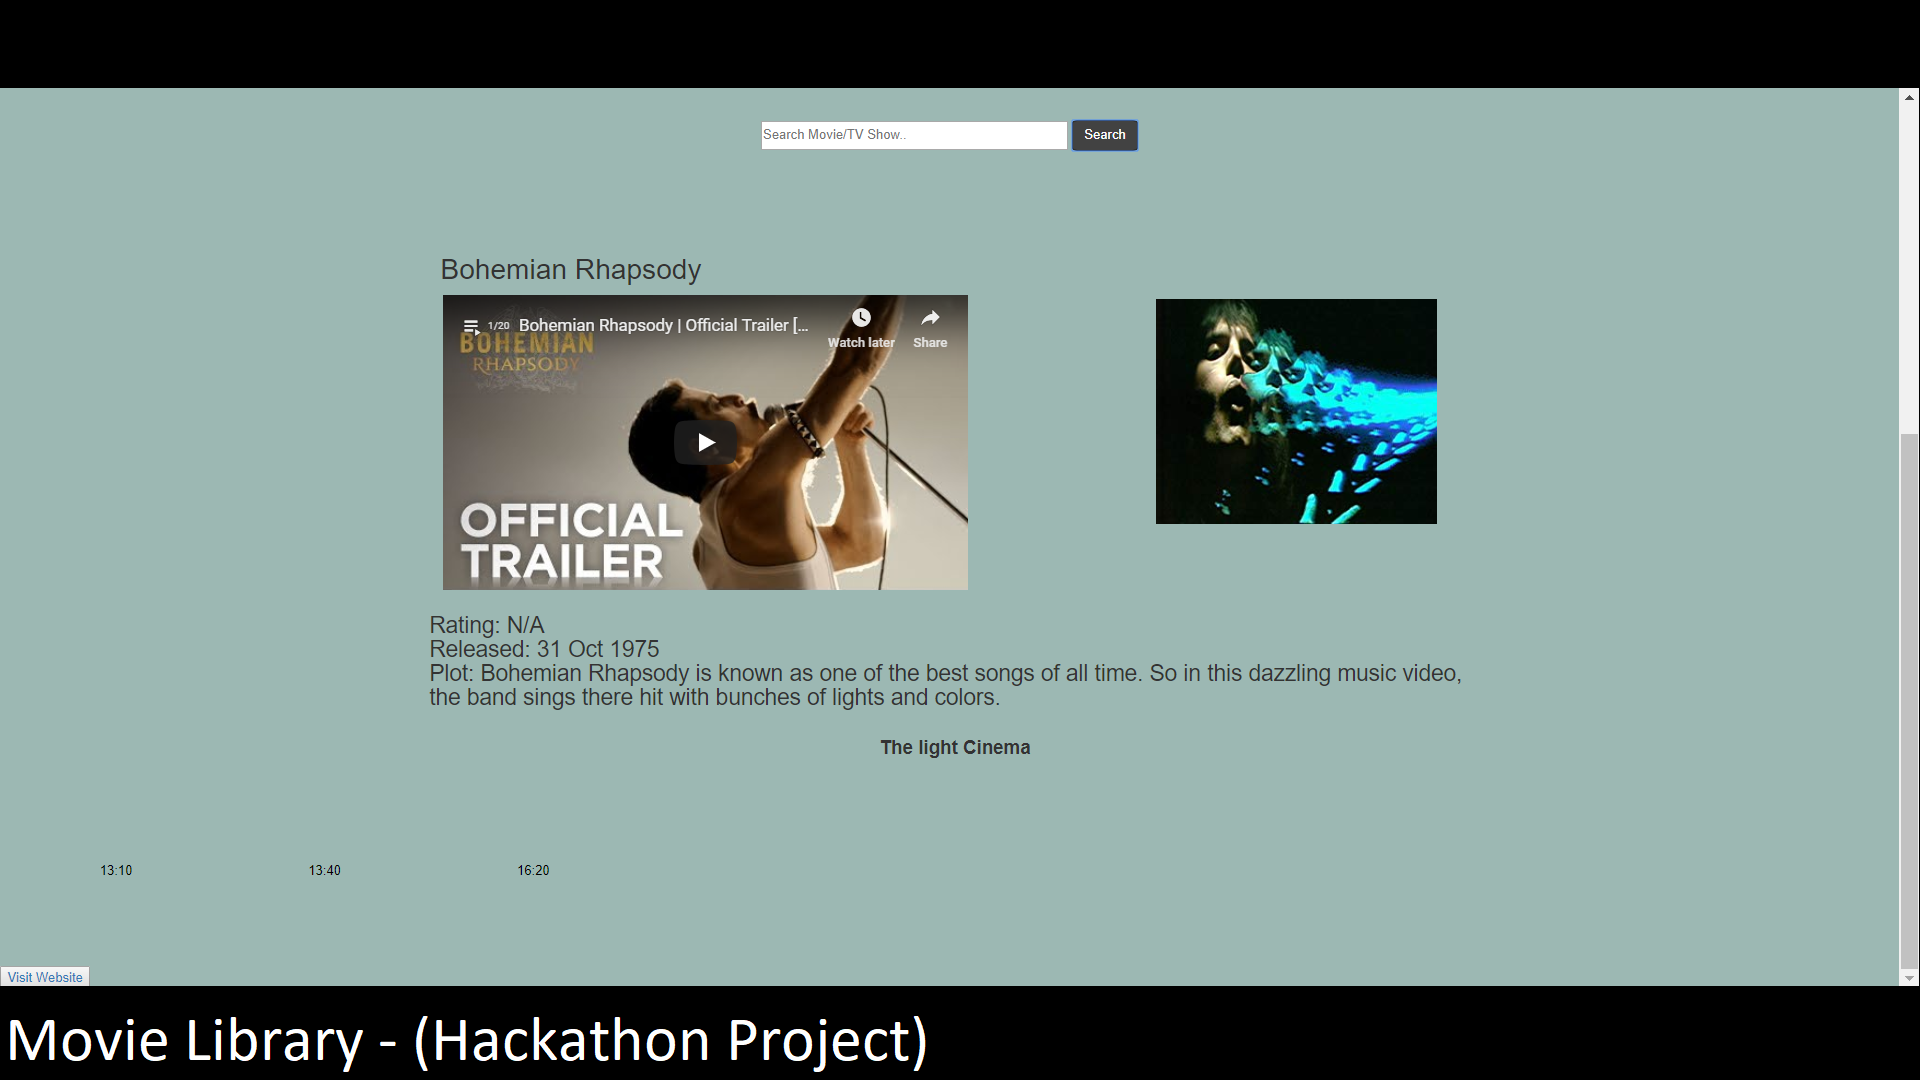 Search Movie/TV Show..
Search
Bohemian Rhapsody
1/20 Bohemian Rhapsody | Official Trailer [...
Watch later
Share
BOHEMIAN
RHAPSODY
OFFICIAL
TRAILER
Rating: N/A
Released: 31 Oct 1975
Plot: Bohemian Rhapsody is known as one of the best songs of all time. So in this dazzling music video,
the band sings there hit with bunches of lights and colors.
The light Cinema
13:10 13:40 16:20
Visit Website
Movie Library - (Hackathon Project)